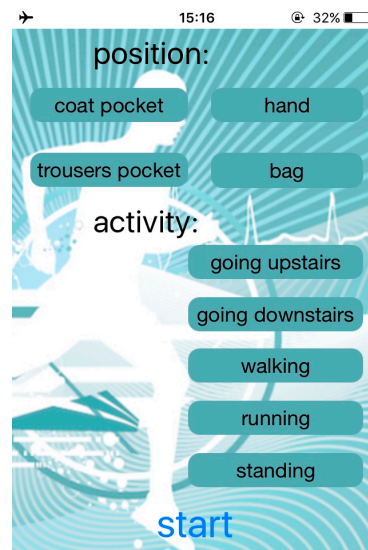 15:16 32%
position:
coat pocket hand
trousers pocket bag
activity:
going upstairs
going downstairs
walking
running
standing
start